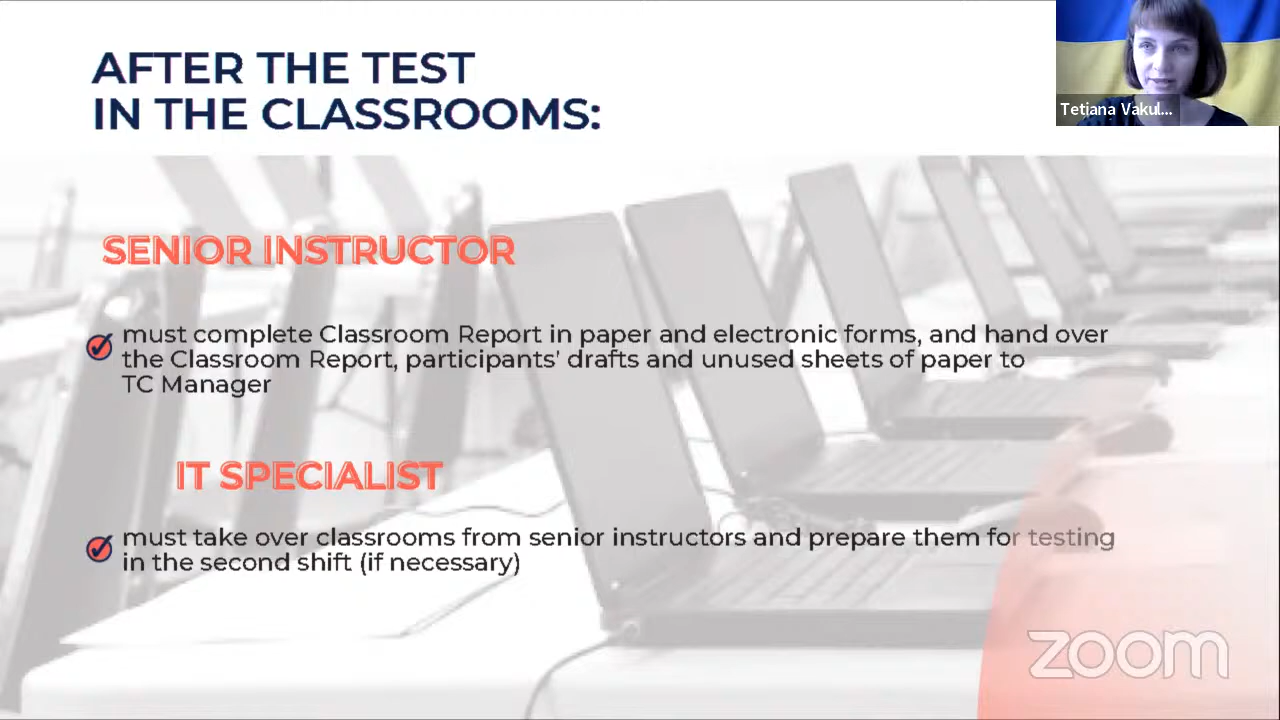 AFTER THE TEST
IN THE CLASSROOMS:
Tetiana Vakul...
SENIOR INSTRUCTOR
must complete Classroom Report in paper and electronic forms, and hand over
the Classroom Report, participants’ drafts and unused sheets of paper to
TC Manager
IT SPECIALIST
must take over classrooms from senior instructors and prepare them for testing
in the second shift (if necessary)
zoom